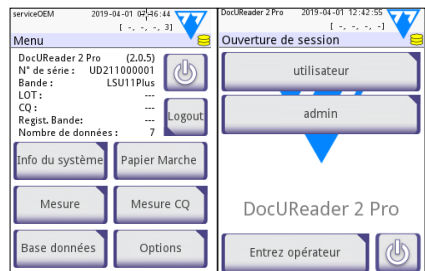 serviceOEM 2019-04-01 07:46:44
[ -, -, -, 3]
Menu
DocUReader 2 Pro (2.0.5)
N° de série : UD211000001
Bande : LSU11Plus
LOT : ---
CQ : ---
Regist. Bande: ---
Nombre de données : 7
Logout
Info du système
Papier Marche
Mesure
Mesure CQ
Base données
Options
DocUReader 2 Pro 2019-04-01 12:42:55
[ -, -, -, -]
Ouverture de session
utilisateur
admin
DocUReader 2 Pro
Entrez opérateur